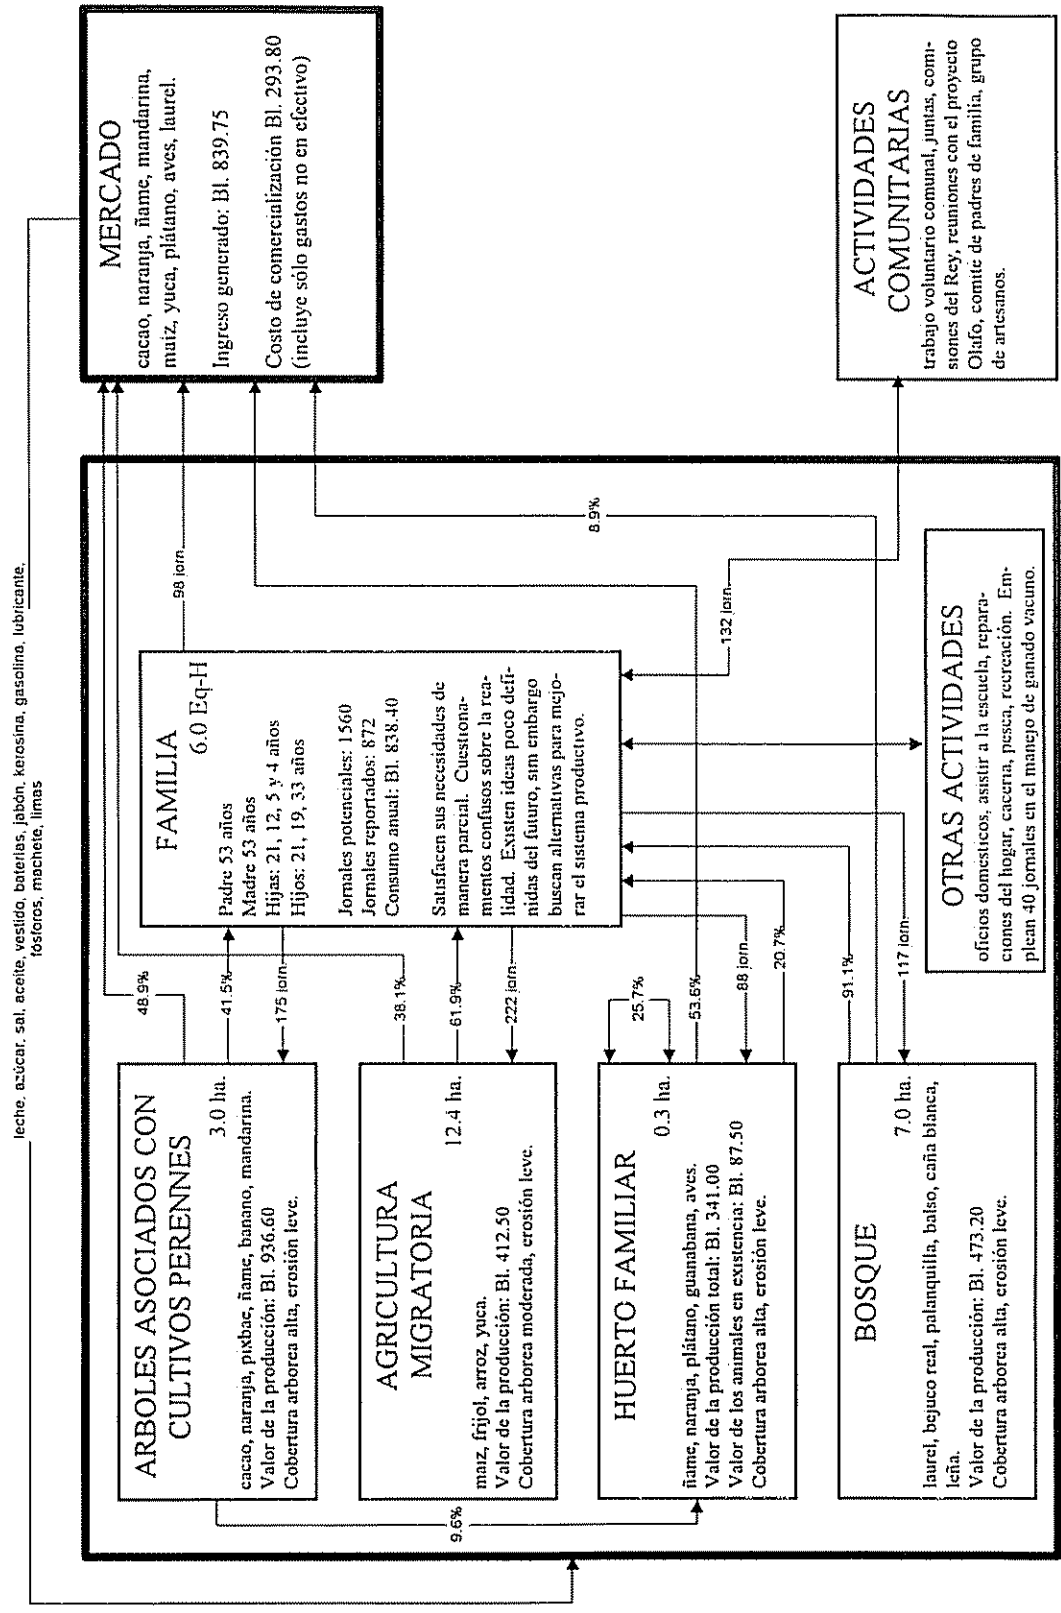 leche, azúcar, sal, aceite, vestido, baterías, jabón, kerosina, gasolina, lubricante,
fósforos, machete, limas
ARBOLES ASOCIADOS CON
CULTIVOS PERENNES
3.0 ha.
cacao, naranja, pixbae, ñame, banano, mandarina.
Valor de la producción: Bl. 936.60
Cobertura arborea alta, erosión leve.
AGRICULTURA
MIGRATORIA
12.4 ha.
maiz, frijol, arroz, yuca.
Valor de la producción: Bl. 412.50
Cobertura arborea moderada, erosión leve.
HUERTO FAMILIAR
0.3 ha.
ñame, naranja, plátano, guanabana, aves.
Valor de la producción total: Bl. 341.00
Valor de los animales en existencia: Bl. 87.50
Cobertura arborea alta, erosión leve.
BOSQUE
7.0 ha.
laurel, bejuco real, palanquilla, balso, caña blanca,
leña.
Valor de la producción: Bl. 473.20
Cobertura arborea alta, erosión leve.
9.6%
48.9%
41.5%
175 jorn.
38.1%
61.9%
222 jorn.
25.7%
53.6%
88 jorn.
20.7%
91.1%
117 jorn.
FAMILIA
6.0 Eq-H
Padre 53 años
Madre 53 años
Hijas: 21, 12, 5 y 4 años
Hijos: 21, 19, 33 años
Jornales potenciales: 1560
Jornales reportados: 872
Consumo anual: Bl. 838.40
Satisfacen sus necesidades de
manera parcial. Cuestiona-
mientos confusos sobre la rea-
lidad. Existen ideas poco defi-
nidas del futuro, sim embargo
buscan alternativas para mejo-
rar el sistema productivo.
OTRAS ACTIVIDADES
oficios domesticos, asistir a la escuela, repara-
ciones del hogar, caceria, pesca, recreación. Em-
plean 40 jornales en el manejo de ganado vacuno.
98 jorn.
8.9%
132 jorn.
MERCADO
cacao, naranja, ñame, mandarina,
maiz, yuca, plátano, aves, laurel.
Ingreso generado: Bl. 839.75
Costo de comercialización Bl. 293.80
(incluye sólo gastos no en efectivo)
ACTIVIDADES
COMUNITARIAS
trabajo voluntario comunal, juntas, comi-
siones del Rey, reuniones con el proyecto
Olafo, comité de padres de familia, grupo
de artesanos.